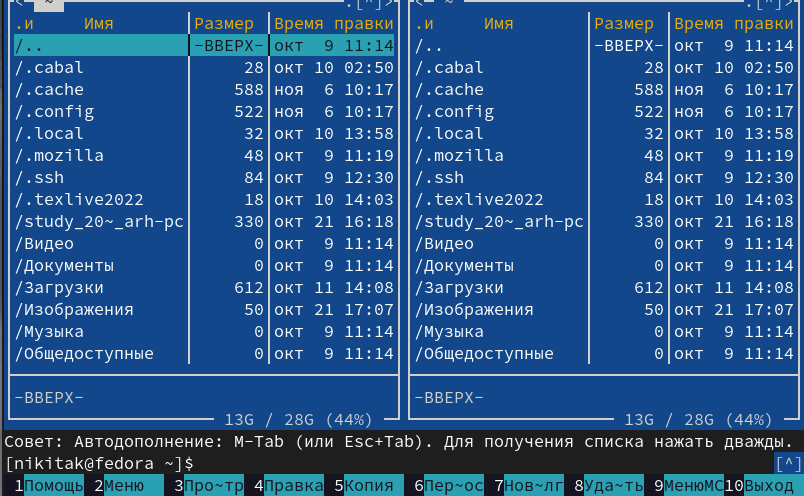 <- ~ .[^]> <- ~ .[^]>
.и Имя Размер Время правки .и Имя Размер Время правки
/.. -ВВЕРХ- окт 9 11:14 /.. -ВВЕРХ- окт 9 11:14
/.cabal 28 окт 10 02:50 /.cabal 28 окт 10 02:50
/.cache 588 ноя 6 10:17 /.cache 588 ноя 6 10:17
/.config 522 ноя 6 10:17 /.config 522 ноя 6 10:17
/.local 32 окт 10 13:58 /.local 32 окт 10 13:58
/.mozilla 48 окт 9 11:19 /.mozilla 48 окт 9 11:19
/.ssh 84 окт 9 12:30 /.ssh 84 окт 9 12:30
/.texlive2022 18 окт 10 14:03 /.texlive2022 18 окт 10 14:03
/study_20~_arh-pc 330 окт 21 16:18 /study_20~_arh-pc 330 окт 21 16:18
/Видео 0 окт 9 11:14 /Видео 0 окт 9 11:14
/Документы 0 окт 9 11:14 /Документы 0 окт 9 11:14
/Загрузки 612 окт 11 14:08 /Загрузки 612 окт 11 14:08
/Изображения 50 окт 21 17:07 /Изображения 50 окт 21 17:07
/Музыка 0 окт 9 11:14 /Музыка 0 окт 9 11:14
/Общедоступные 0 окт 9 11:14 /Общедоступные 0 окт 9 11:14
-ВВЕРХ- -ВВЕРХ-
13G / 28G (44%) 13G / 28G (44%)
Совет: Автодополнение: M-Tab (или Esc+Tab). Для получения списка нажать дважды.
[nikitak@fedora ~]$ [^]
1Помощь 2Меню 3Про~тр 4Правка 5Копия 6Пер~ос 7Нов~лг 8Уда~ть 9МенюMC 10Выход